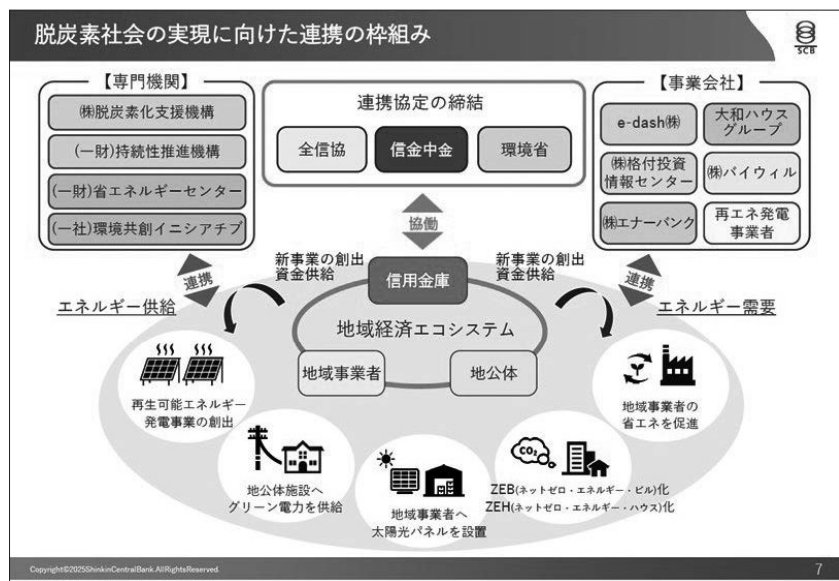 脱炭素社会の実現に向けた連携の枠組み
SCB
【専門機関】
㈱脱炭素化支援機構
(一財)持続性推進機構
(一財)省エネルギーセンター
(一社)環境共創イニシアチブ
連携協定の締結
全信協
信金中金
環境省
【事業会社】
e-dash㈱
大和ハウス
グループ
㈱格付投資
情報センター
㈱バイウィル
㈱エナーバンク
再エネ発電
事業者
協働
連携
連携
新事業の創出
資金供給
新事業の創出
資金供給
エネルギー供給
エネルギー需要
信用金庫
地域経済エコシステム
地域事業者
地公体
再生可能エネルギー
発電事業の創出
地公体施設へ
グリーン電力を供給
地域事業者へ
太陽光パネルを設置
CO₂
ZEB(ネットゼロ・エネルギー・ビル)化
ZEH(ネットゼロ・エネルギー・ハウス)化
地域事業者の
省エネを促進
Copyright©2025ShinkinCentralBank.AllRightsReserved.
7